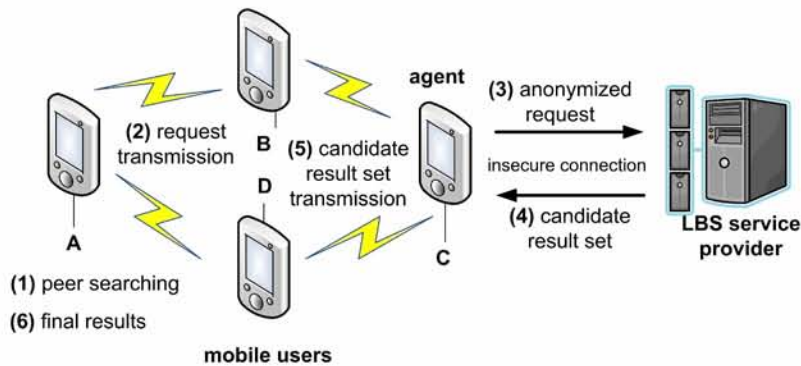 agent
(3) anonymized
request
(2) request
transmission
B
(5) candidate
result set
transmission
insecure connection
D
(4) candidate
result set
LBS service
provider
A
C
(1) peer searching
(6) final results
mobile users